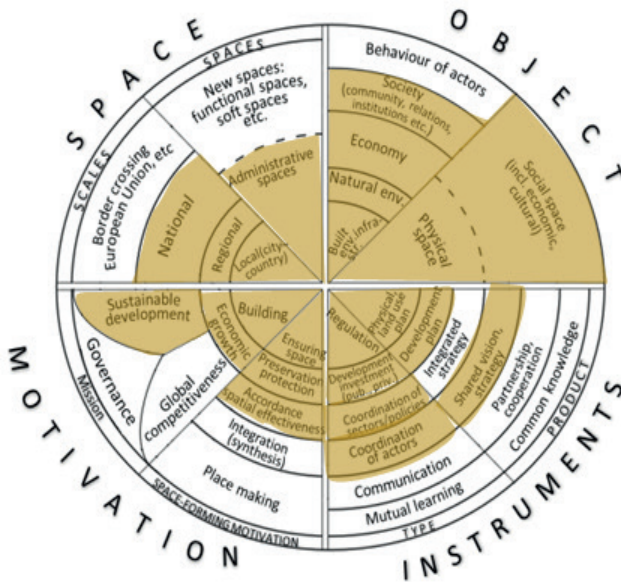 SPACE
OBJECT
MOTIVATION
INSTRUMENTS
SPACES
New spaces:
functional spaces,
soft spaces
etc.
Administrative
spaces
SCALES
Border crossing
European Union, etc
National
Regional
Local(city-
country)
Behaviour of actors
Society
(community, relations,
institutions etc.)
Economy
Natural env.
Built
env.infra-
str.
Social space
(incl. economic,
cultural)
Physical
space
Sustainable
development
Governance
Mission
Global
competitiveness
Economic
growth
Building
Ensuring
space
Preservation
protection
Accordance
spatial effectiveness
Integration
(synthesis)
Place making
SPACE-FORMING MOTIVATION
Regulation
Physical,
land use
plan
Development
plan
Integrated
strategy
Shared vision,
strategy
Partnership,
cooperation
Common knowledge
PRODUCT
Development
investment
(pub., priv.)
Coordination of
sectors/policies
Coordination
of actors
Communication
Mutual learning
TYPE